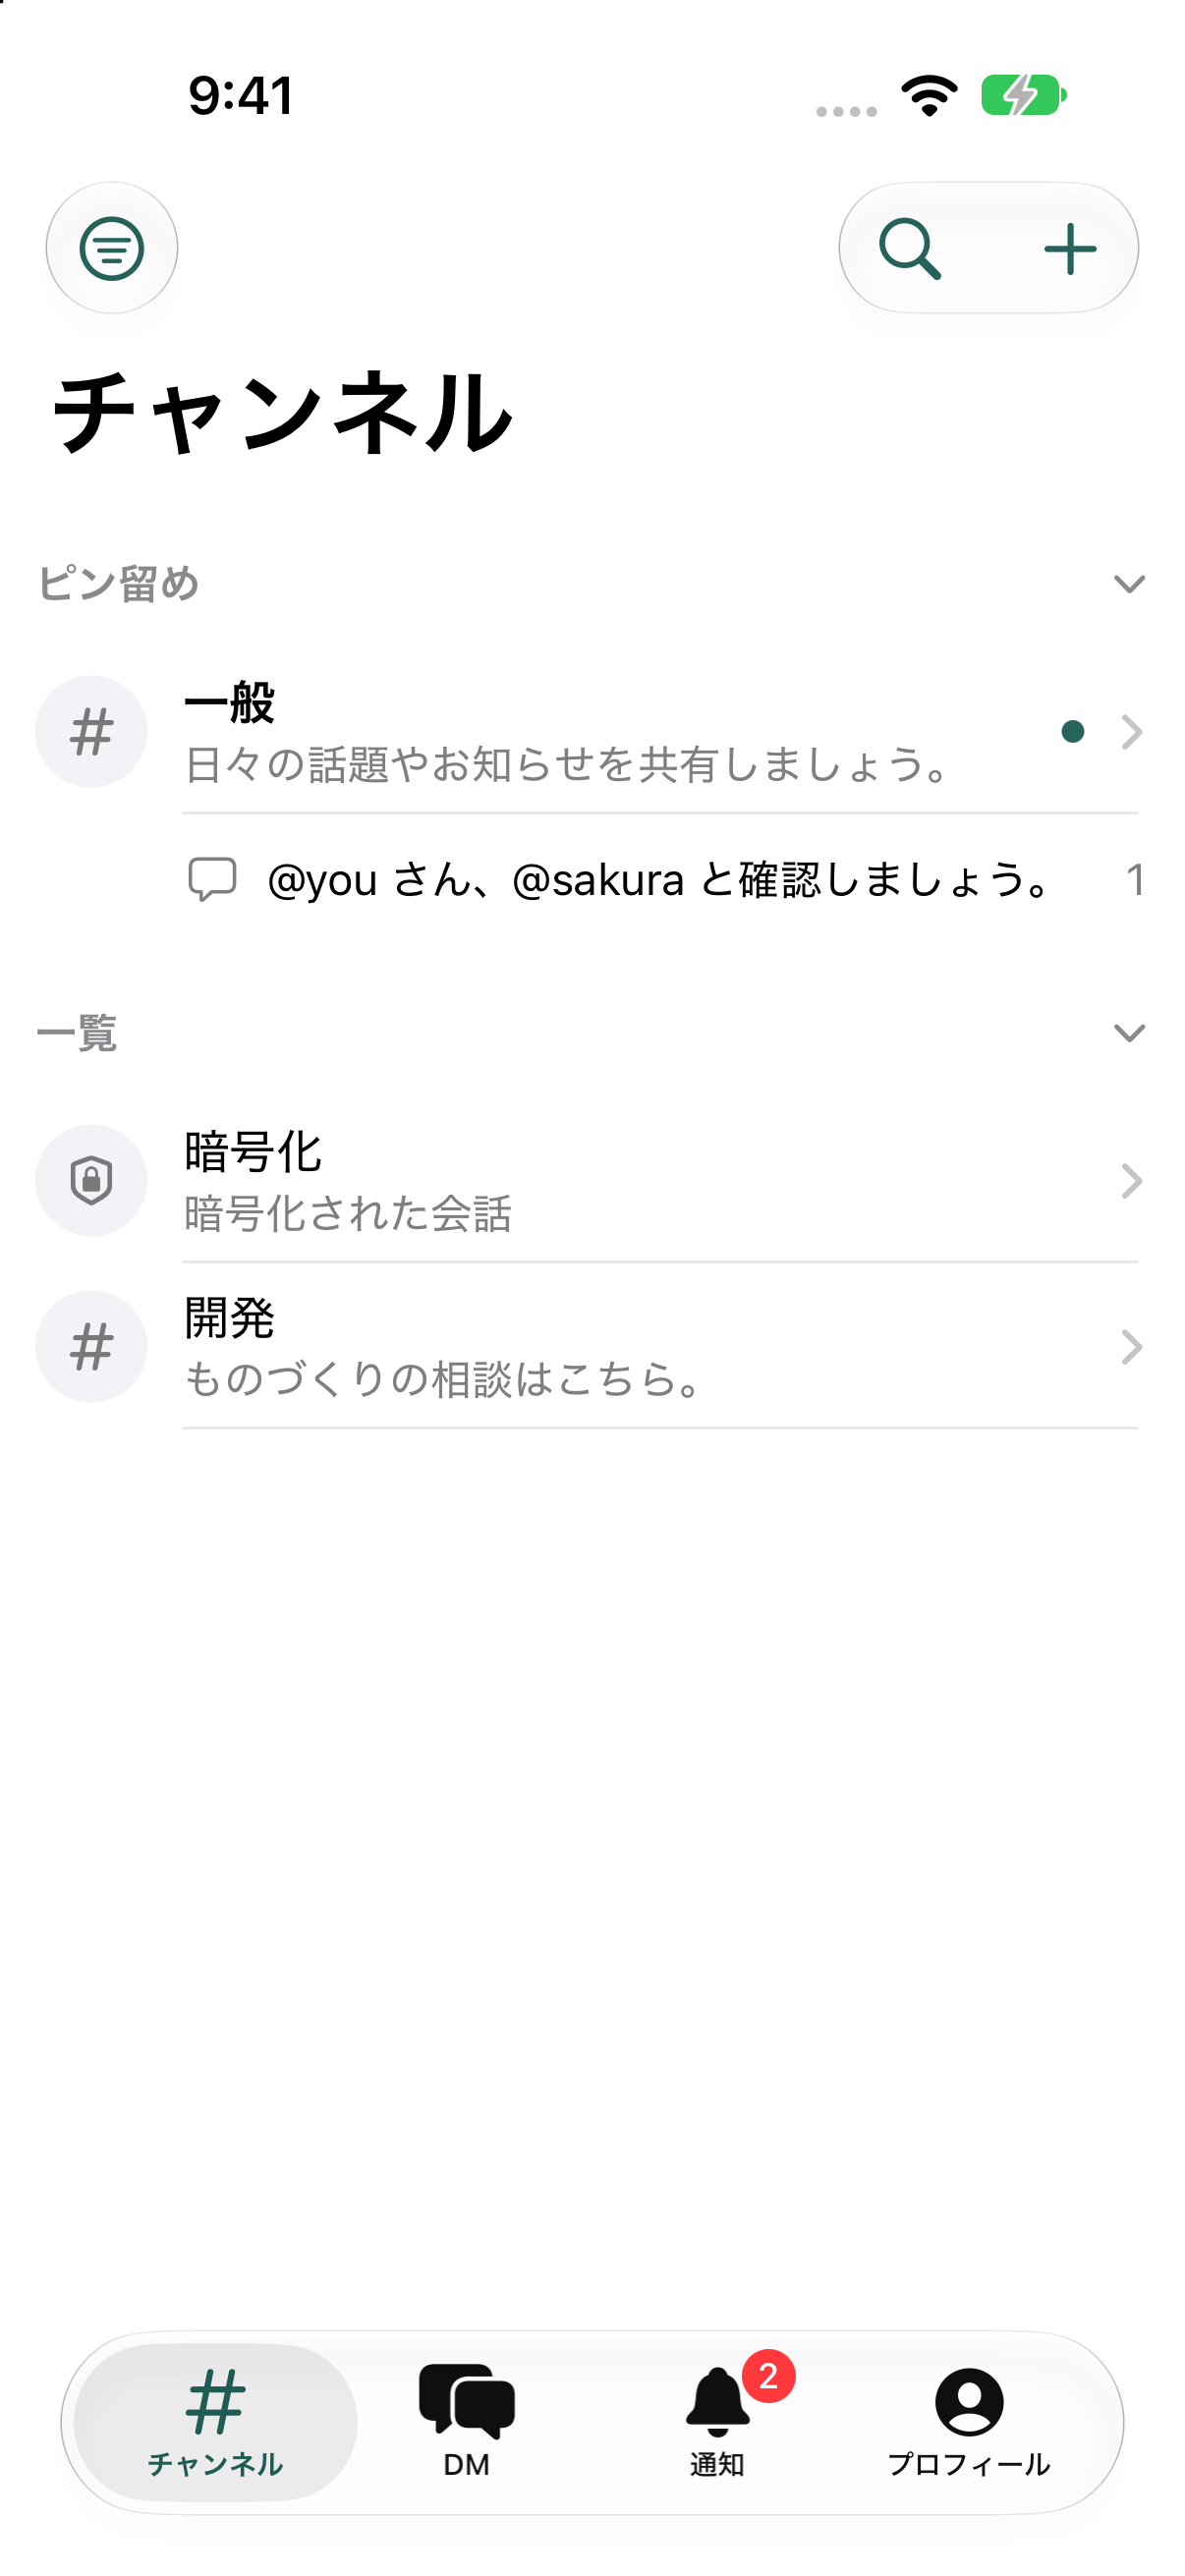 9:41
チャンネル
ピン留め
一般
日々の話題やお知らせを共有しましょう。
@you さん、@sakura と確認しましょう。 1
一覧
暗号化
暗号化された会話
開発
ものづくりの相談はこちら。
2
チャンネル DM 通知 プロフィール